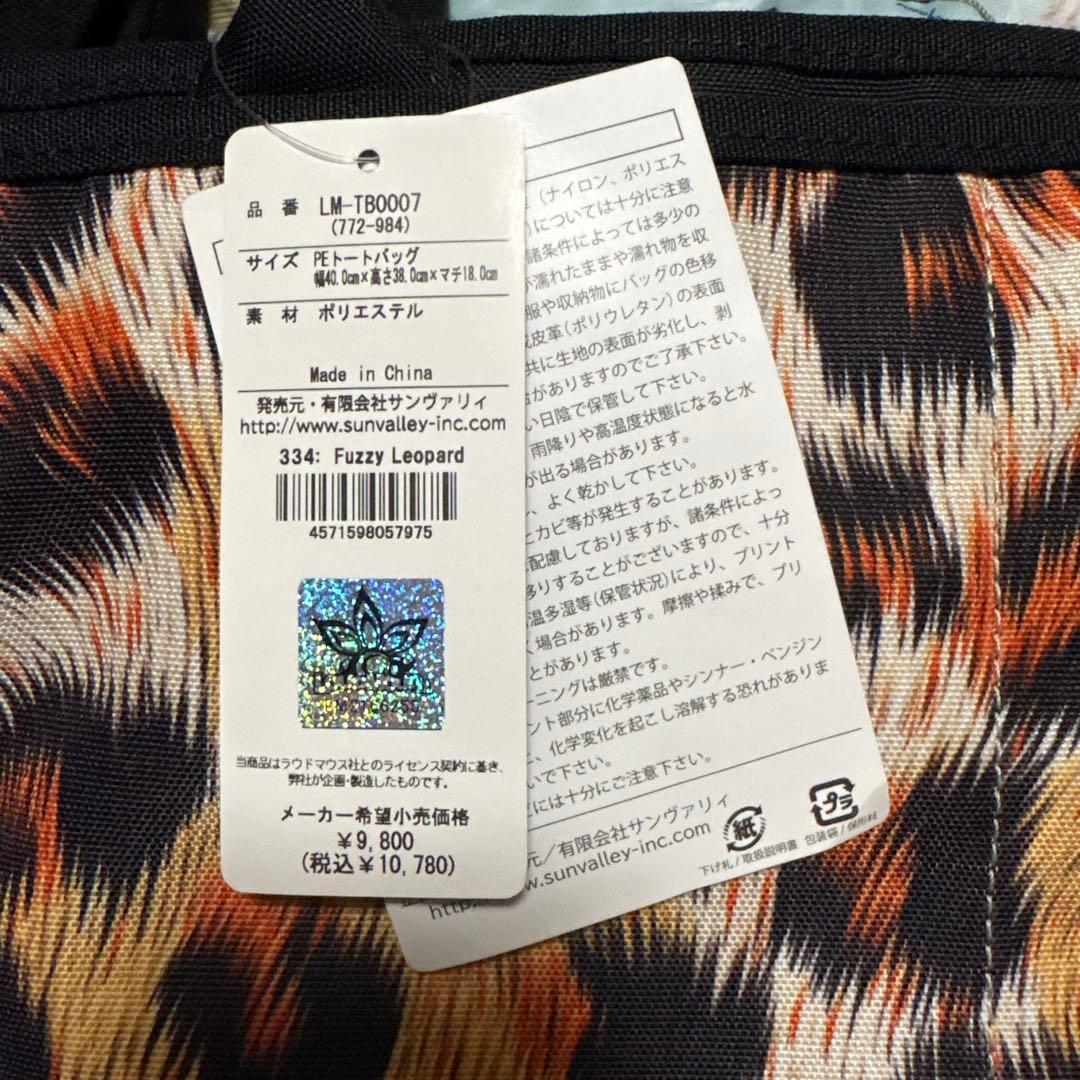 品番 LM-TB0007
(772-984)
サイズ PEトートバッグ
幅40.0cm×高さ38.0cm×マチ18.0cm
素材 ポリエステル
Made in China
発売元・有限会社サンヴァリィ
http://www.sunvalley-inc.com
334: Fuzzy Leopard
4571598057975
当商品はラウドマウス社とのライセンス契約に基き、
弊社が企画・製造したものです。
メーカー希望小売価格
¥9,800
(税込¥10,780)
(ナイロン、ポリエス
)については十分に注意
諸条件によっては多少の
濡れたままや濡れ物を収
服や収納物にバッグの色移
皮革(ポリウレタン)の表面
共に生地の表面が劣化し、剥
がありますのでご了承下さい。
い日陰で保管して下さい。
雨降りや高温度状態になると水
が出る場合があります。
、よく乾かして下さい。
カビ等が発生することがあります。
配慮しておりますが、諸条件によっ
移りすることがございますので、十分
温多湿等(保管状況)により、プリント
く場合があります。摩擦や揉みで、プリ
とがあります。
ーニングは厳禁です。
ント部分に化学薬品やシンナー・ベンジン
、化学変化を起こし溶解する恐れがありま
いで下さい。
には十分にご注意下さい。
元/有限会社サンヴァリィ
http w.sunvalley-inc.com
紙
下げ札/取扱説明書
プラ
包装袋/保形材